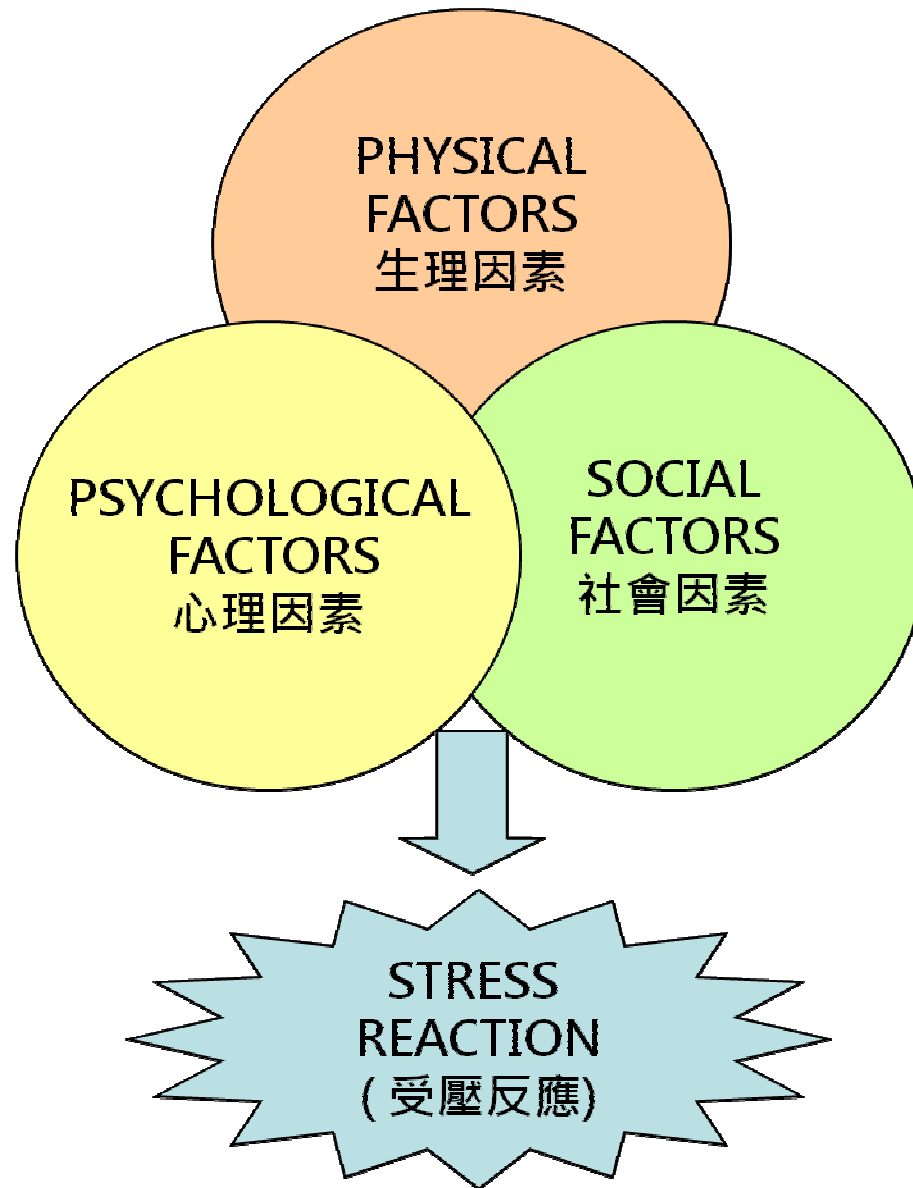 PHYSICAL
FACTORS
生理因素
PSYCHOLOGICAL
FACTORS
心理因素
SOCIAL
FACTORS
社會因素
STRESS
REACTION
( 受壓反應)